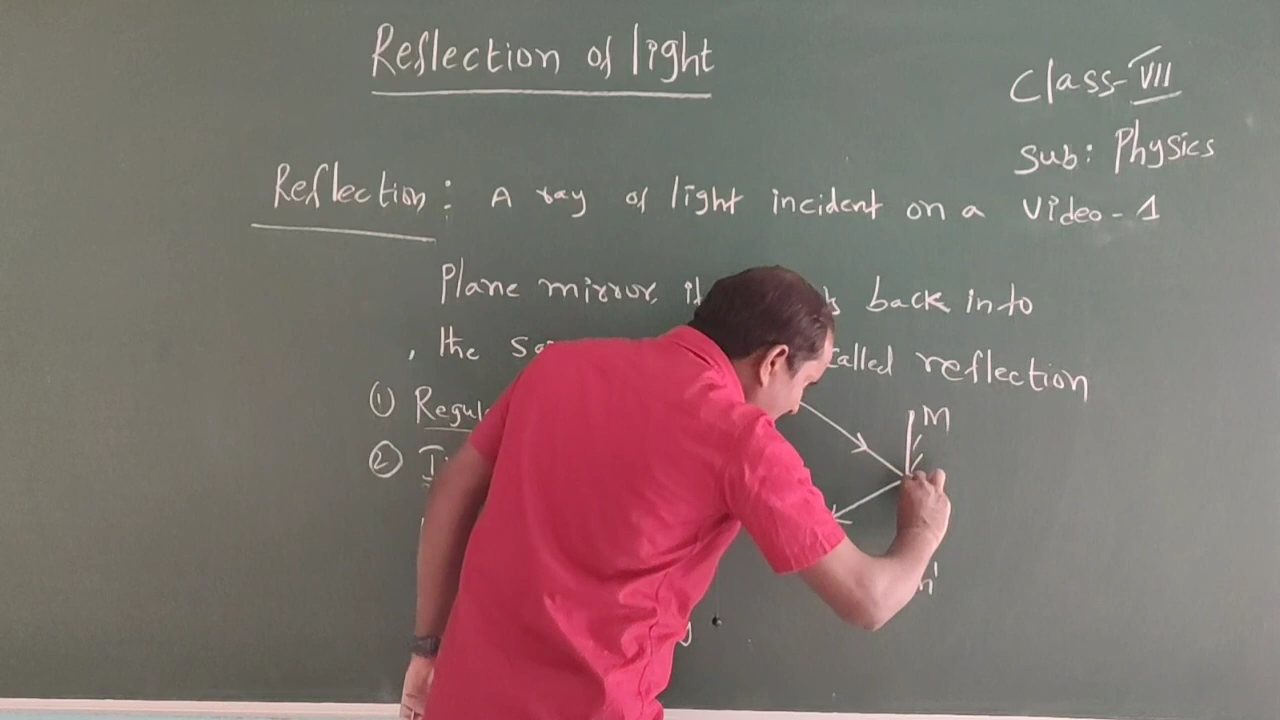 Reflection of light
Class-VII
Sub: Physics
Video-1
Reflection: A ray of light incident on a
Plane mirror, it back into
the called reflection
① Regul
②
M